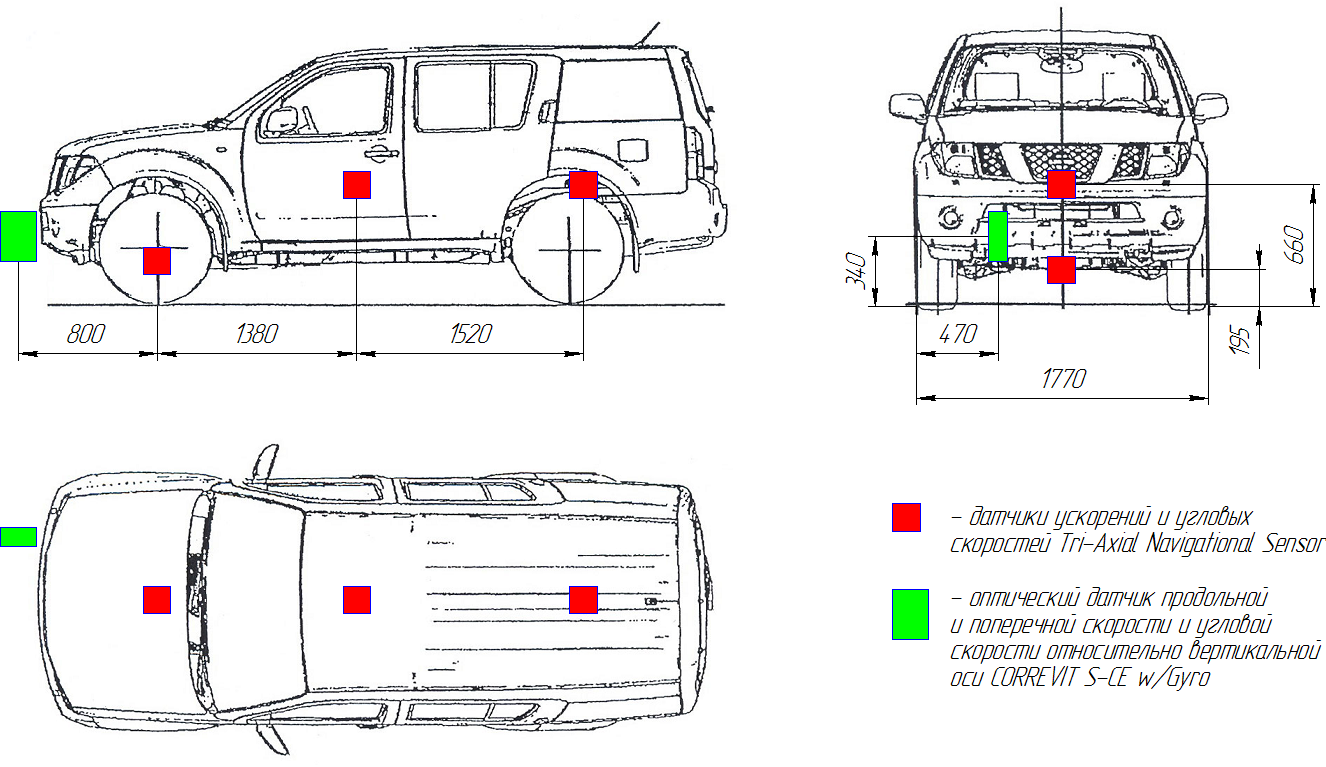 340
660
195
800
1380
1520
470
1770
– датчики ускорений и угловых
скоростей Tri-Axial Navigational Sensor
– оптический датчик продольной
и поперечной скорости и угловой
скорости относительно вертикальной
оси CORREVIT S-CE w/Gyro